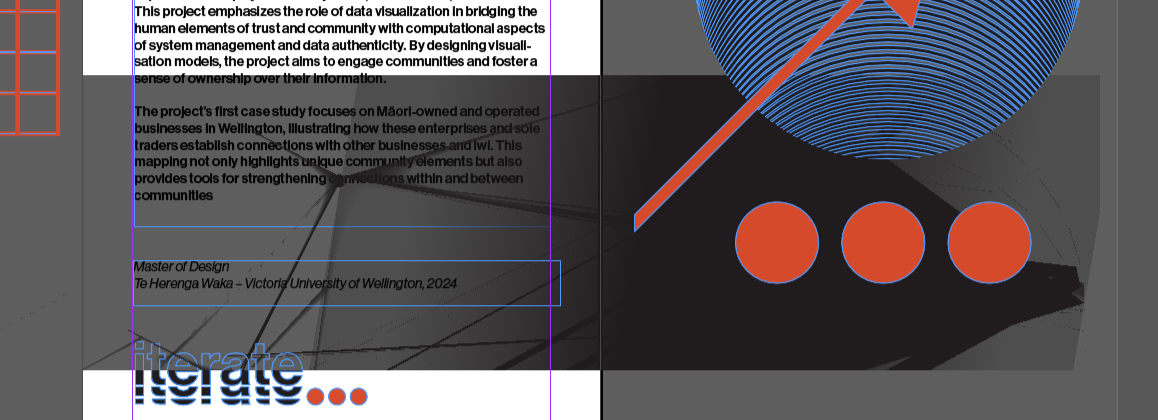 This project emphasizes the role of data visualization in bridging the
human elements of trust and community with computational aspects
of system management and data authenticity. By designing visuali-
sation models, the project aims to engage communities and foster a
sense of ownership over their information.
The project's first case study focuses on Māori-owned and operated
businesses in Wellington, illustrating how these enterprises and sole
traders establish connections with other businesses and iwi. This
mapping not only highlights unique community elements but also
provides tools for strengthening connections within and between
communities
Master of Design
Te Herenga Waka – Victoria University of Wellington, 2024
iterate...